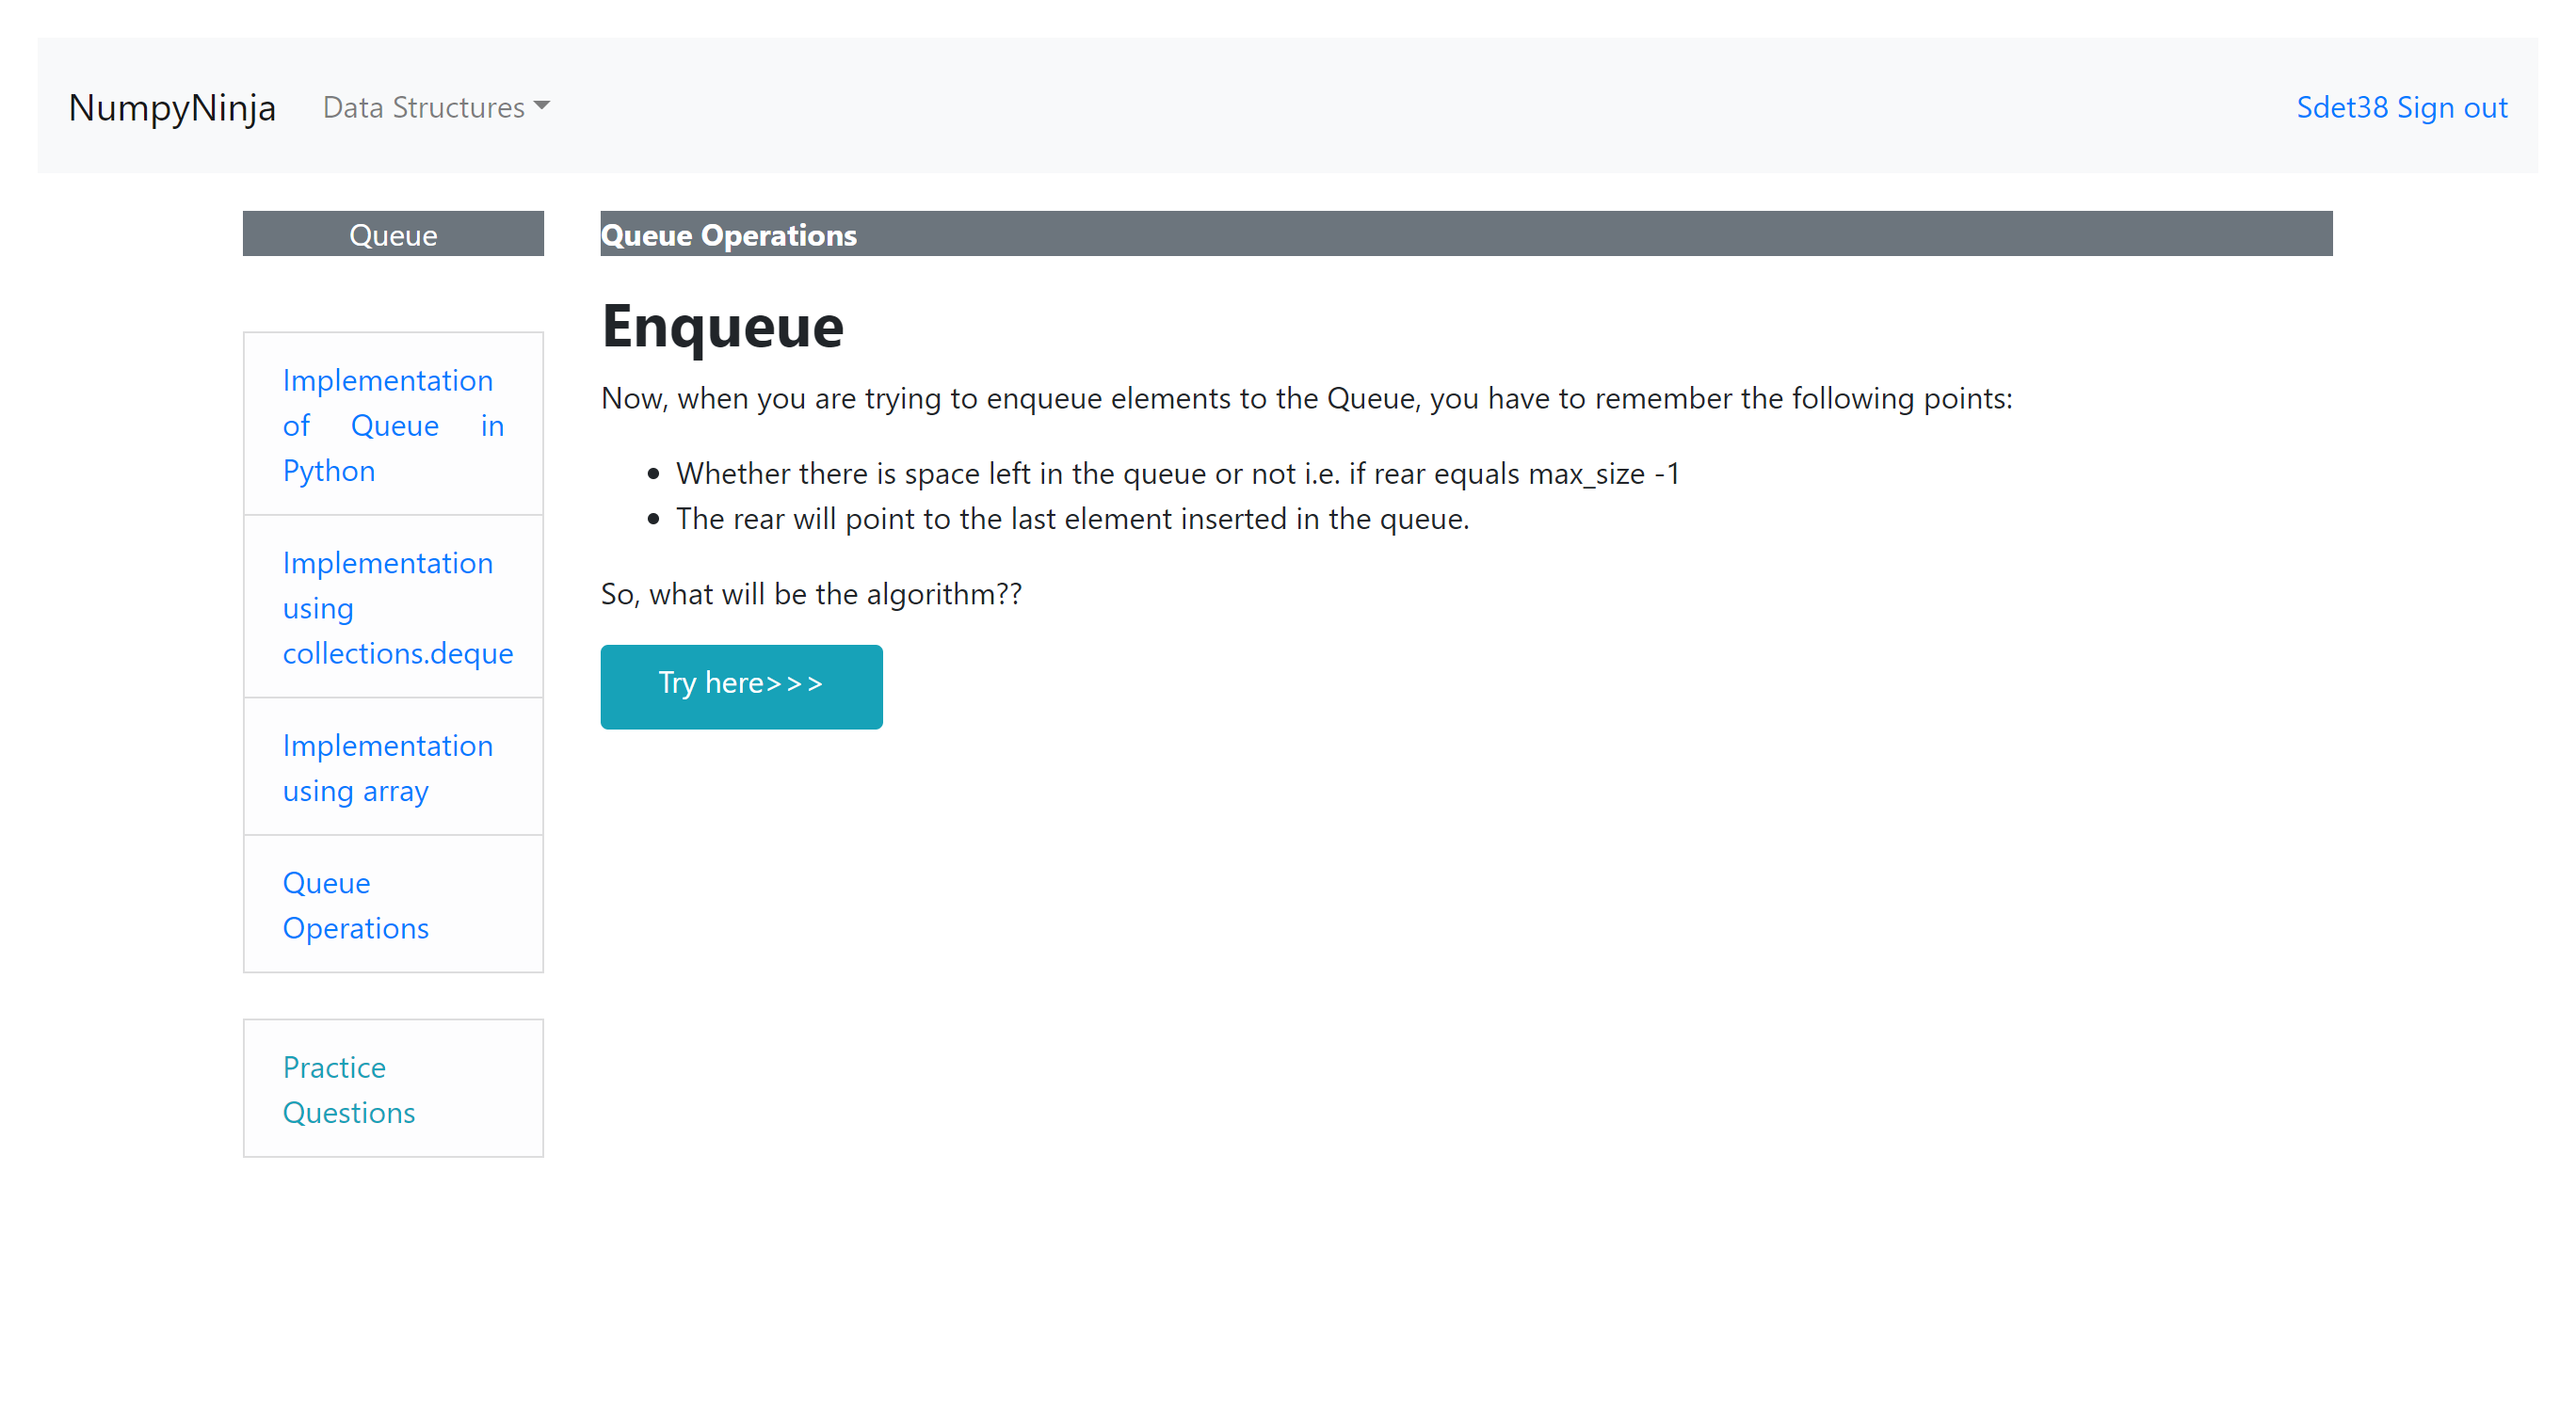 NumpyNinja Data Structures Sdet38 Sign out
Queue
Implementation
of Queue in
Python
Implementation
using
collections.deque
Implementation
using array
Queue
Operations
Practice
Questions
Queue Operations
Enqueue
Now, when you are trying to enqueue elements to the Queue, you have to remember the following points:
Whether there is space left in the queue or not i.e. if rear equals max_size -1
The rear will point to the last element inserted in the queue.
So, what will be the algorithm??
Try here>>>